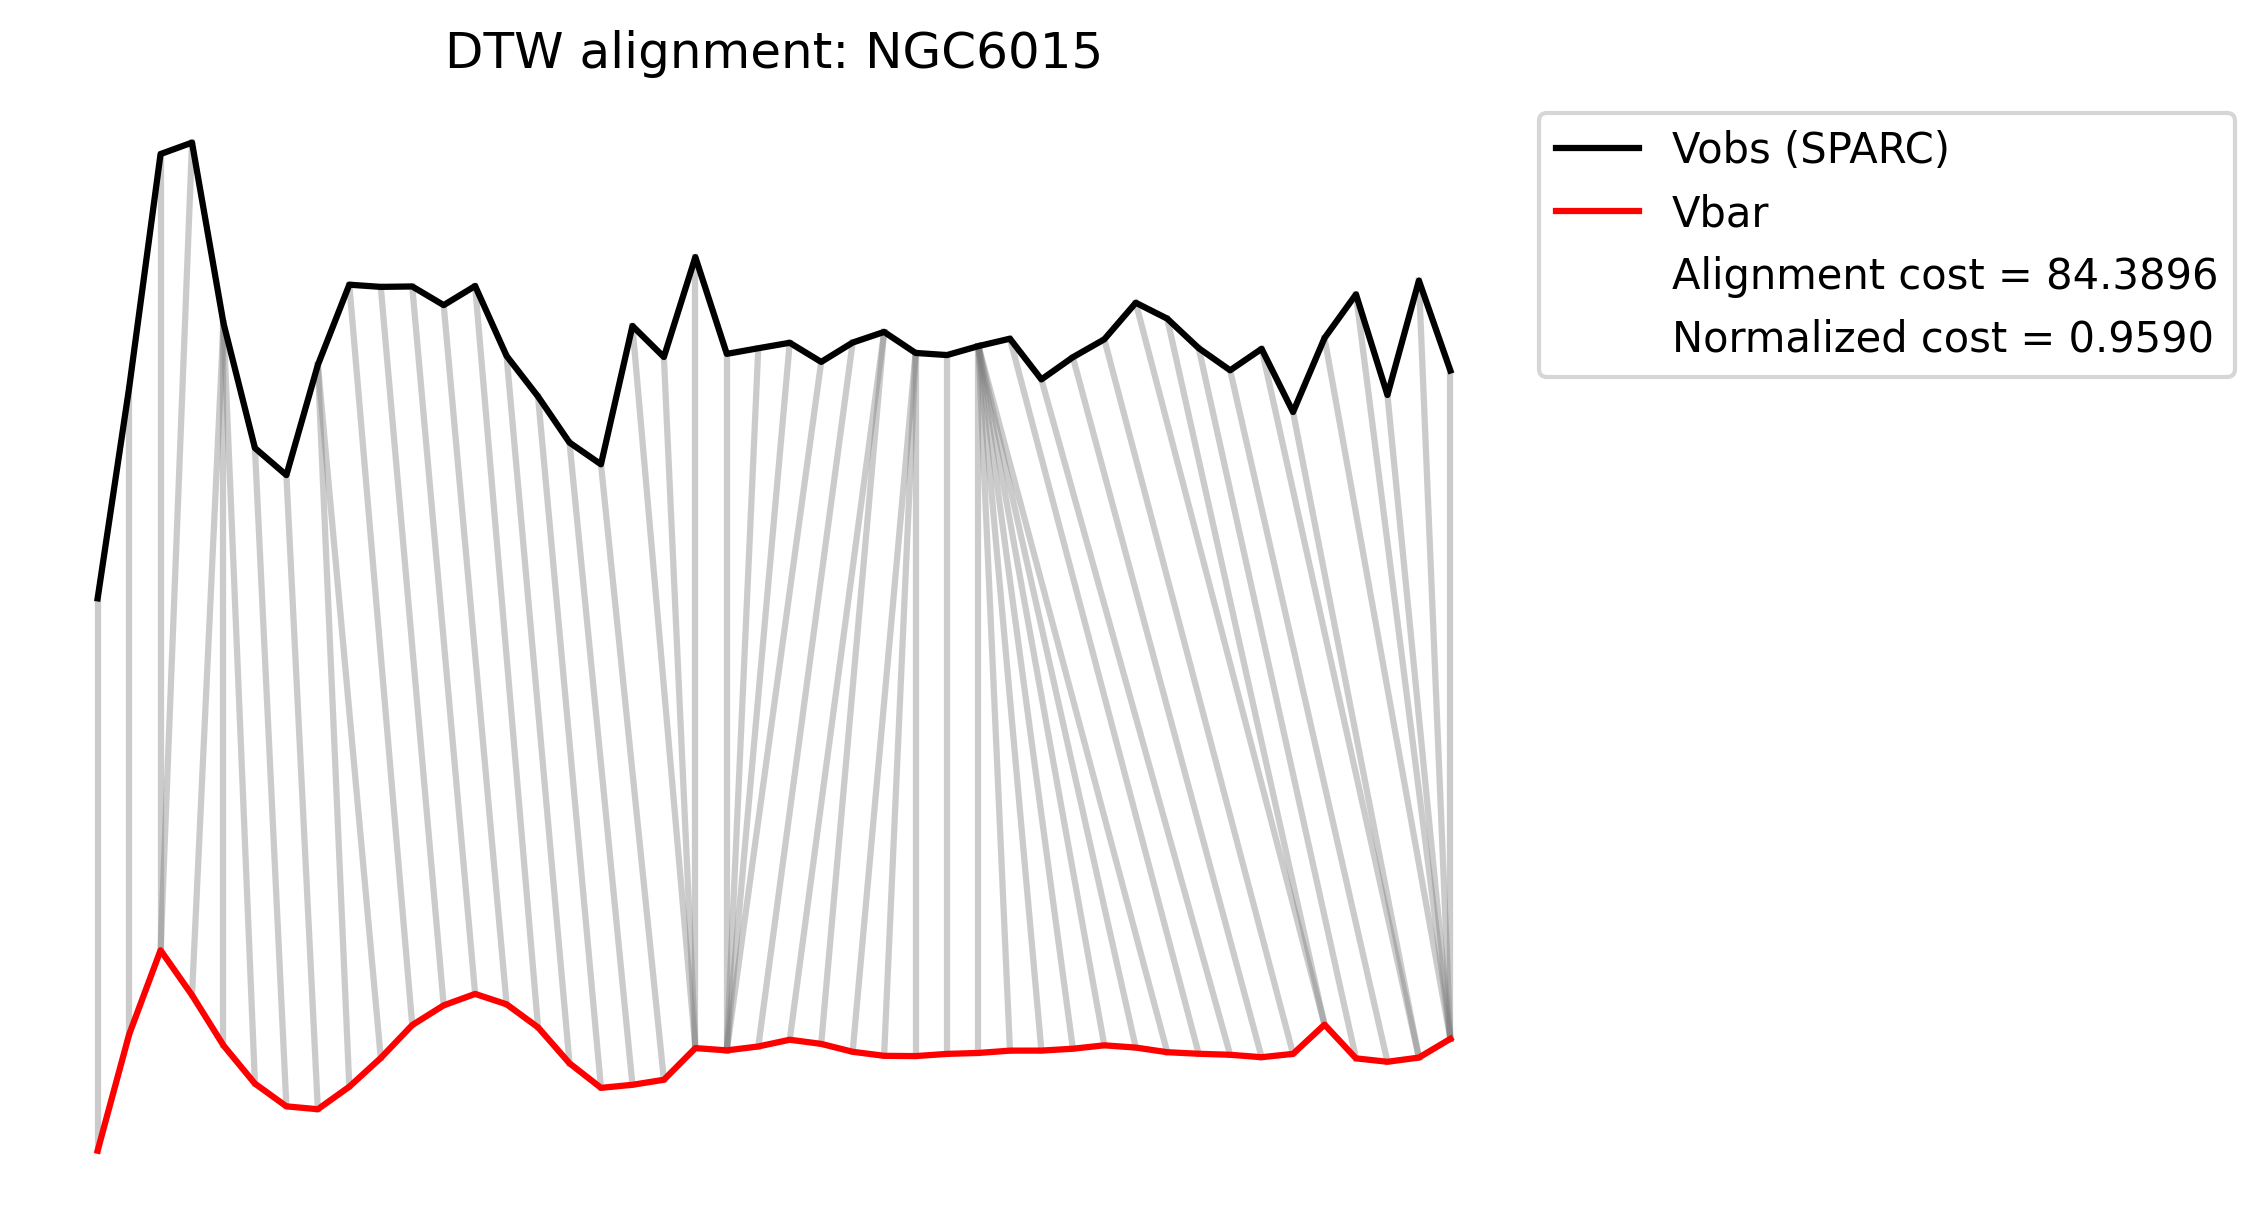 DTW alignment: NGC6015
Vobs (SPARC)
Vbar
Alignment cost = 84.3896
Normalized cost = 0.9590